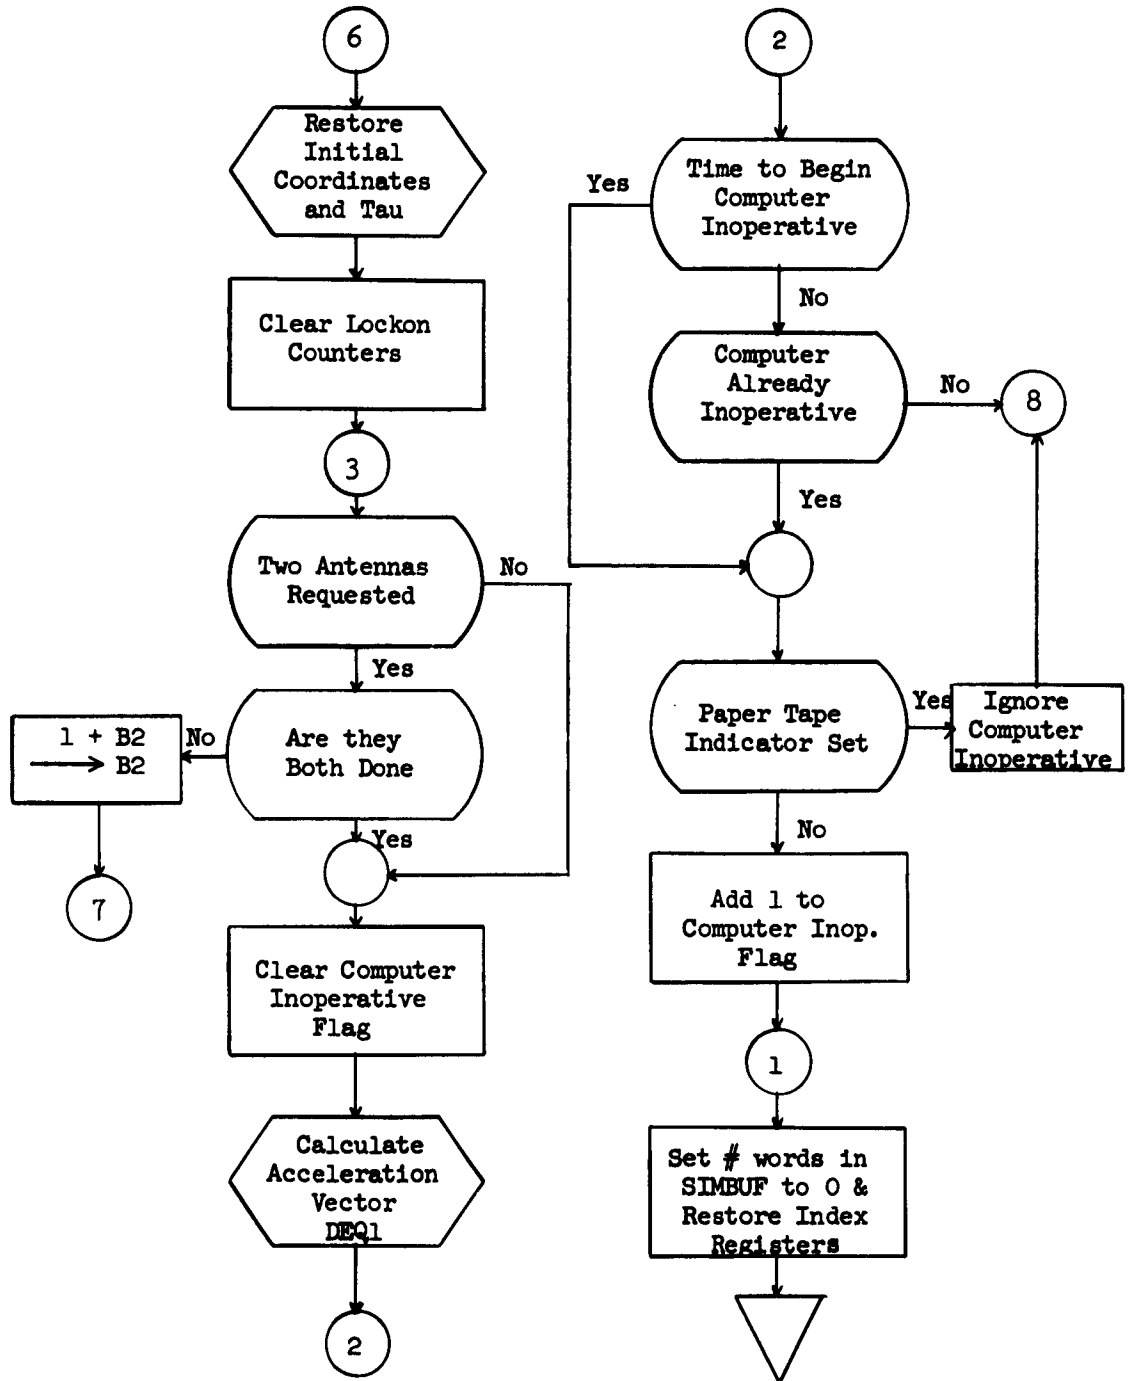 6
Restore
Initial
Coordinates
and Tau
Clear Lockon
Counters
3
Two Antennas
Requested
No
Yes
Are they
Both Done
No
1 + B2
B2
7
Yes
Clear Computer
Inoperative
Flag
Calculate
Acceleration
Vector
DEQ1
2
2
Time to Begin
Computer
Inoperative
Yes
No
Computer
Already
Inoperative
No
8
Yes
Paper Tape
Indicator Set
Yes
Ignore
Computer
Inoperative
No
Add 1 to
Computer Inop.
Flag
1
Set # words in
SIMBUF to 0 &
Restore Index
Registers